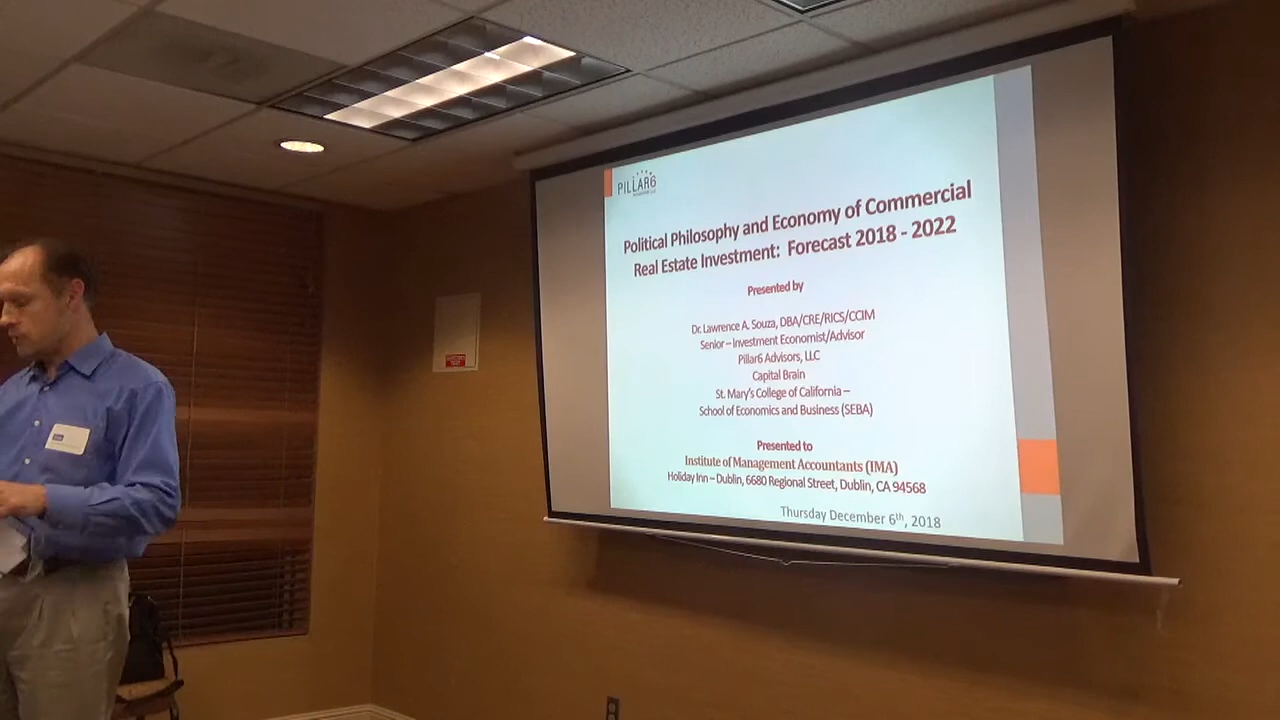 PILLAR6
Political Philosophy and Economy of Commercial
Real Estate Investment: Forecast 2018 - 2022
Presented by
Dr. Lawrence A. Souza, DBA/CRE/RICS/CCIM
Senior – Investment Economist/Advisor
Pillar6 Advisors, LLC
Capital Brain
St. Mary's College of California –
School of Economics and Business (SEBA)
Presented to
Institute of Management Accountants (IMA)
Holiday Inn – Dublin, 6680 Regional Street, Dublin, CA 94568
Thursday December 6th, 2018